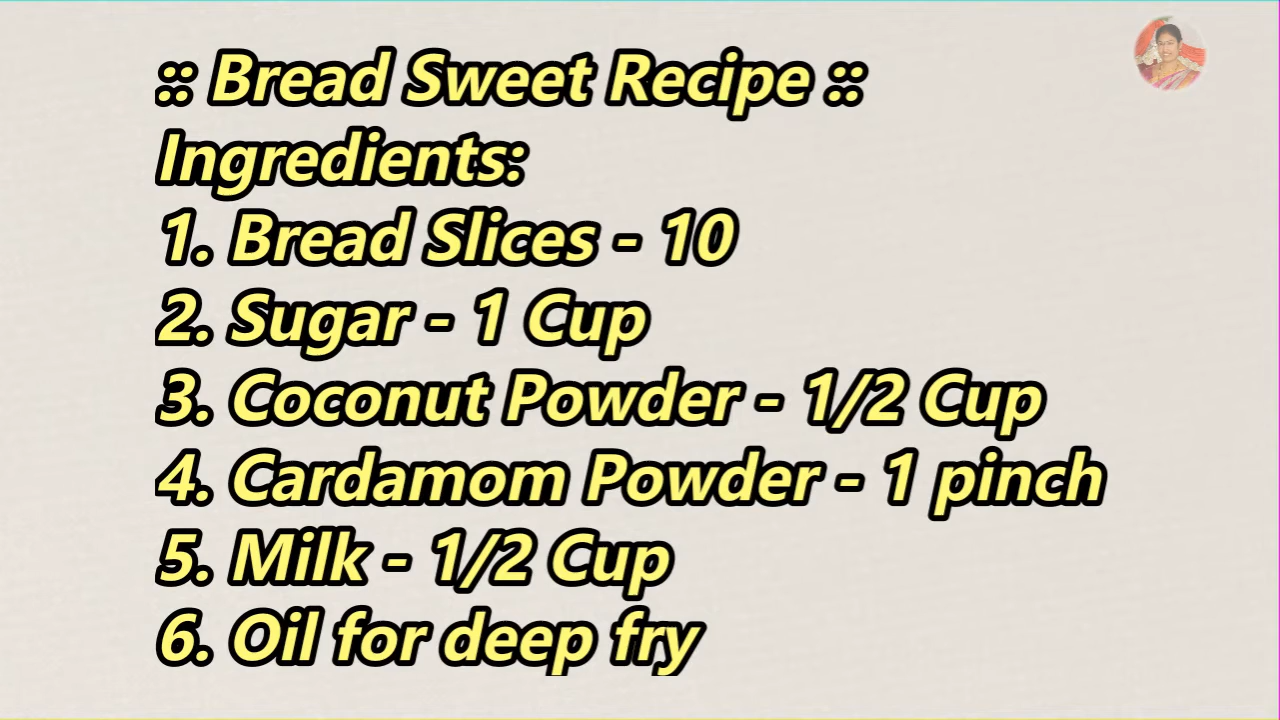 :: Bread Sweet Recipe ::
Ingredients:
1. Bread Slices - 10
2. Sugar - 1 Cup
3. Coconut Powder - 1/2 Cup
4. Cardamom Powder - 1 pinch
5. Milk - 1/2 Cup
6. Oil for deep fry